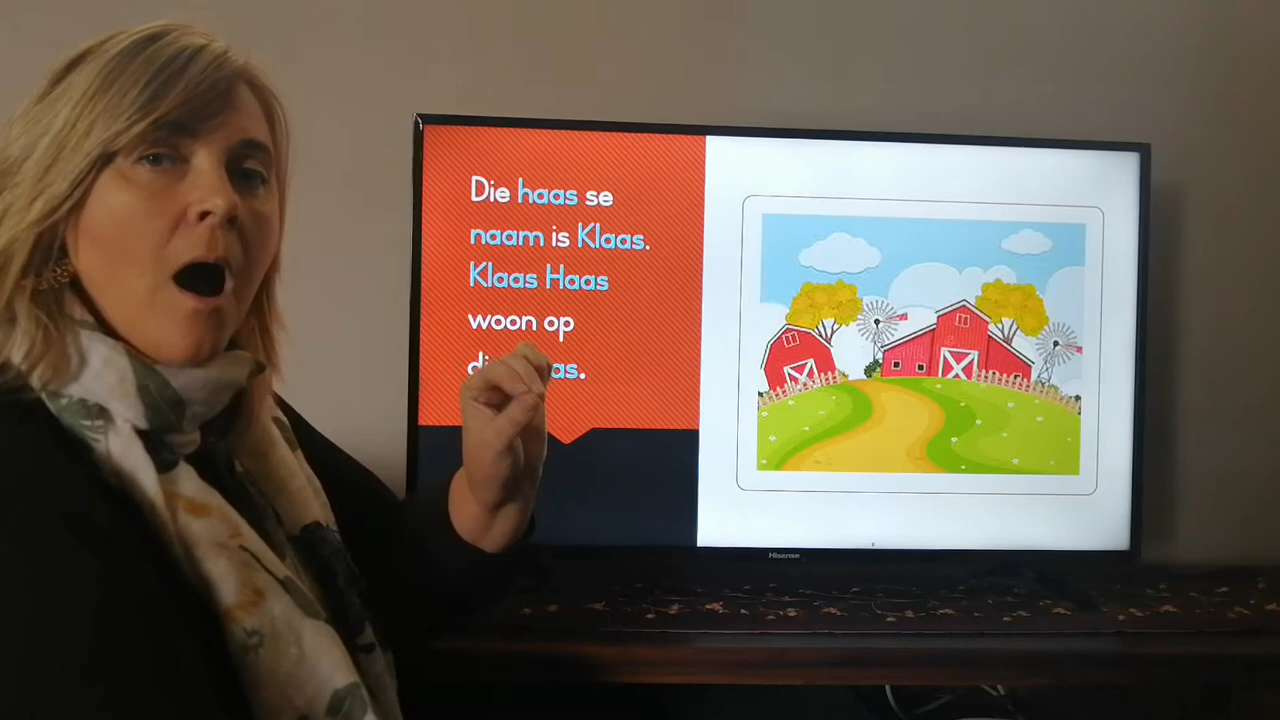 Die haas se
naam is Klaas.
Klaas Haas
woon op
Hisense